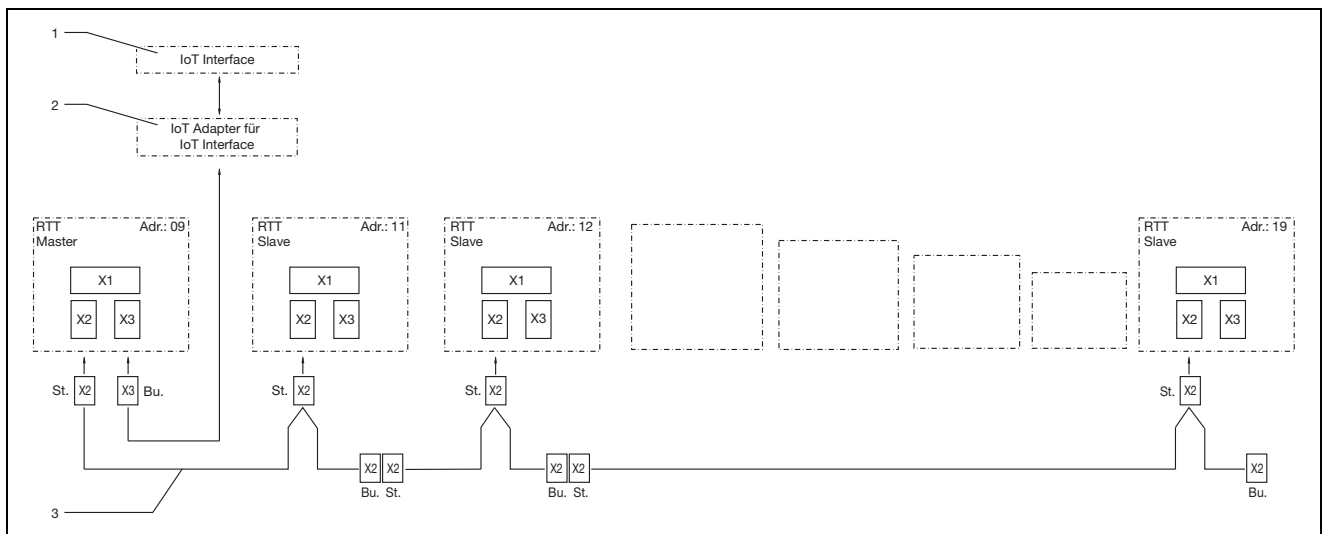 1
IoT Interface
2
IoT Adapter für
IoT Interface
RTT
Master
Adr.: 09
X1
X2
X3
RTT
Slave
Adr.: 11
X1
X2
X3
RTT
Slave
Adr.: 12
X1
X2
X3
RTT
Slave
Adr.: 19
X1
X2
X3
St. X2
X3 Bu.
St. X2
St. X2
St. X2
X2 X2
Bu. St.
X2 X2
Bu. St.
X2
Bu.
3